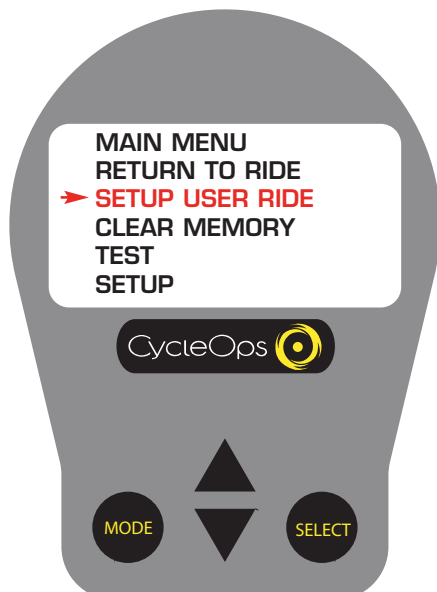 MAIN MENU
RETURN TO RIDE
SETUP USER RIDE
CLEAR MEMORY
TEST
SETUP
CycleOps
MODE
SELECT